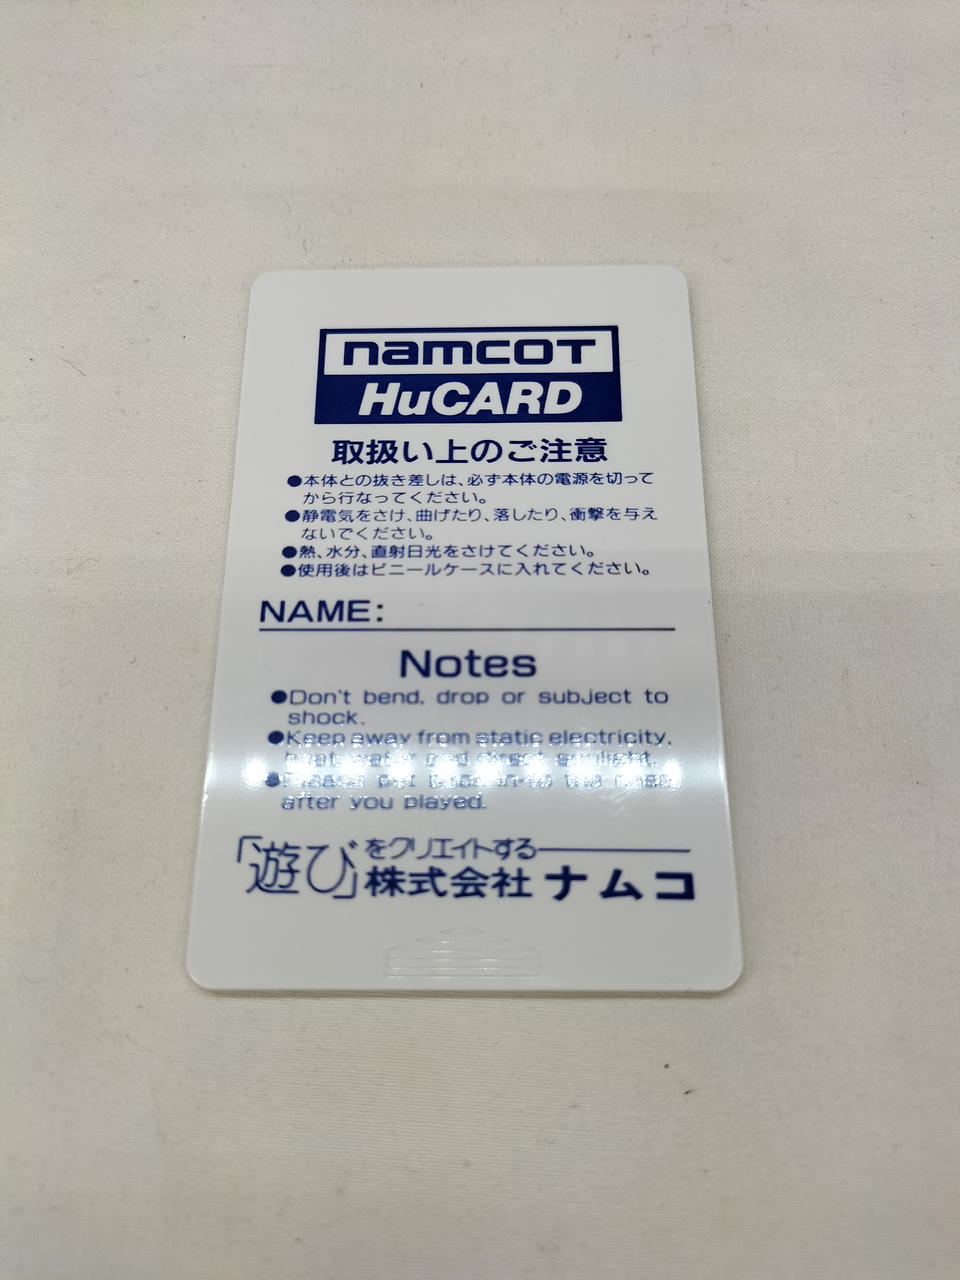 namcot
HuCARD
取扱い上のご注意
●本体との抜き差しは、必ず本体の電源を切って
から行なってください。
●静電気をさけ、曲げたり、落したり、衝撃を与え
ないでください。
●熱、水分、直射日光をさけてください。
●使用後はビニールケースに入れてください。
NAME:
Notes
●Don't bend, drop or subject to
shock.
●Keep away from static electricity,
heat, water and direct sunlight.
●Please put
after you played.
「遊び」をクリエイトする
株式会社ナムコ